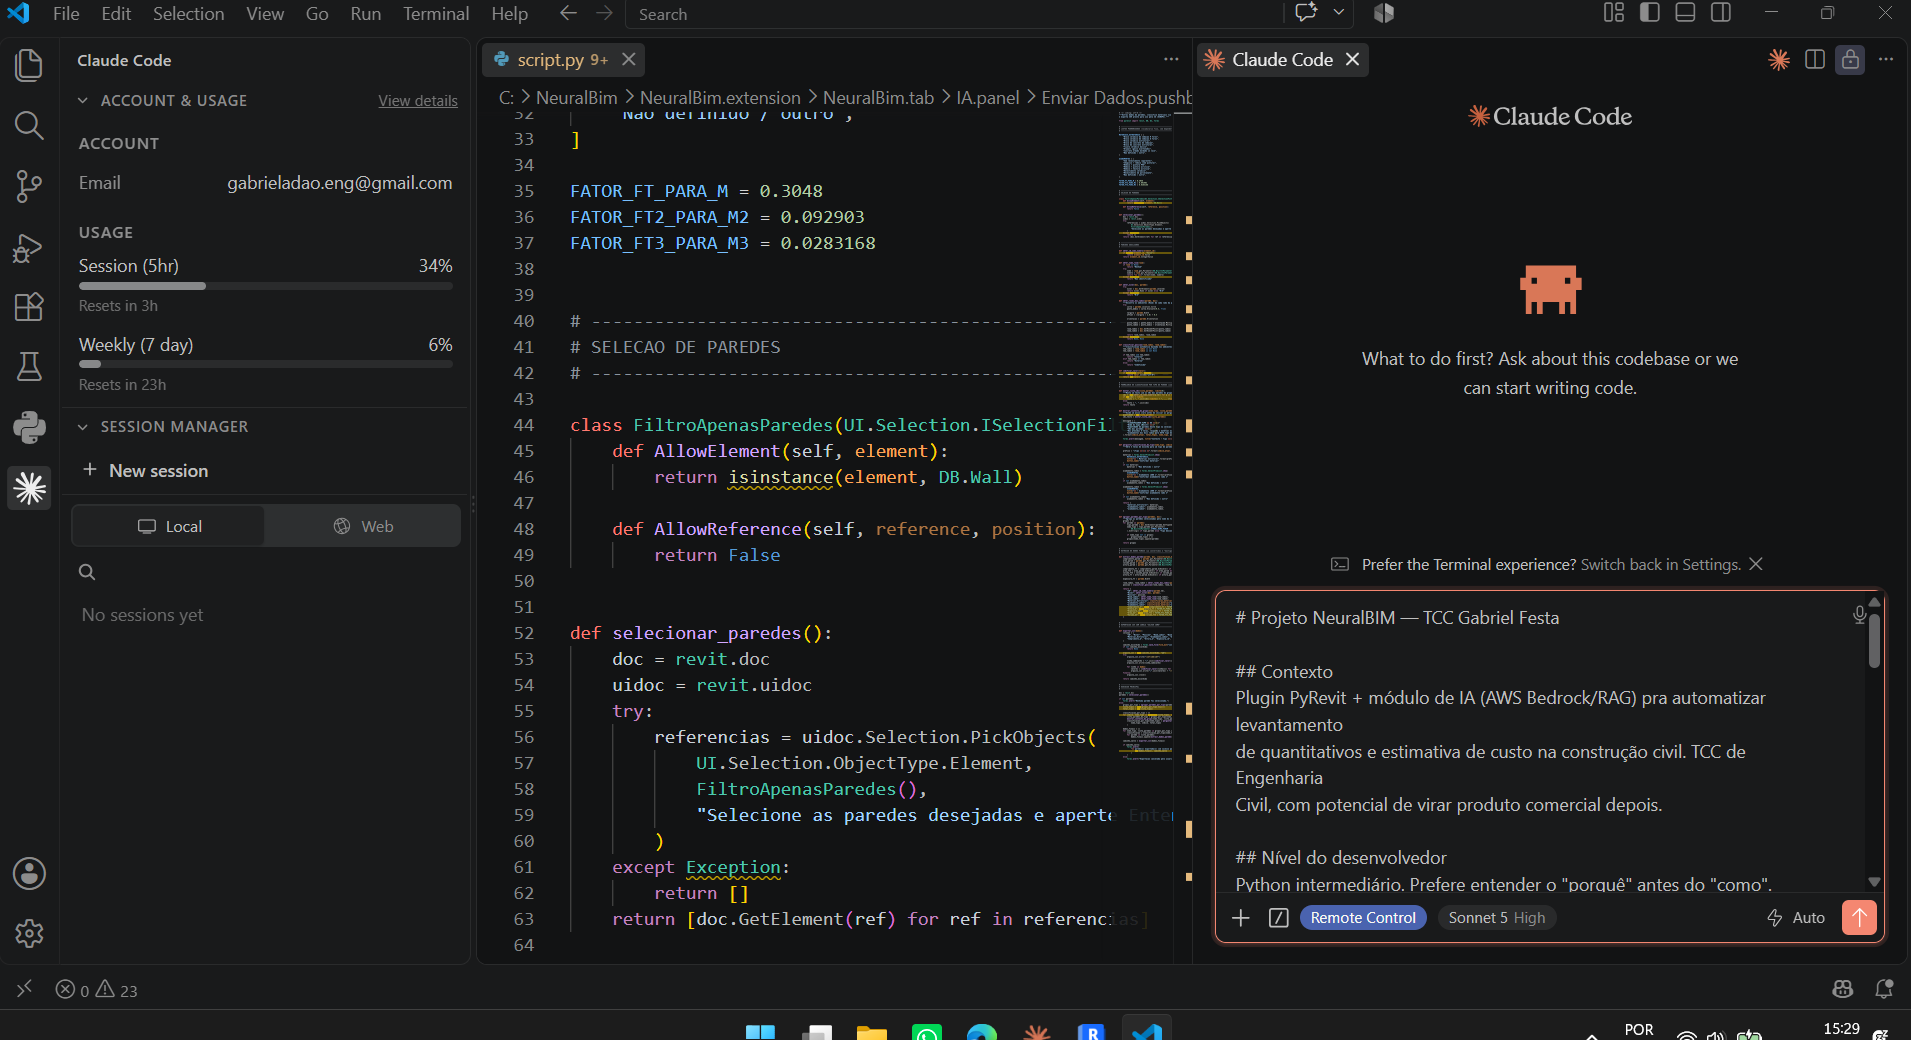 File Edit Selection View Go Run Terminal Help
Search
Claude Code
ACCOUNT & USAGE View details
ACCOUNT
Email gabrieladao.eng@gmail.com
USAGE
Session (5hr) 34%
Resets in 3h
Weekly (7 day) 6%
Resets in 23h
SESSION MANAGER
+ New session
Local Web
No sessions yet
script.py 9+
C: > NeuralBim > NeuralBim.extension > NeuralBim.tab > IA.panel > Enviar Dados.pushb
32 "Nao definido / outro",
33 ]
34
35 FATOR_FT_PARA_M = 0.3048
36 FATOR_FT2_PARA_M2 = 0.092903
37 FATOR_FT3_PARA_M3 = 0.0283168
38
39
40 # --------------------------------------------------
41 # SELECAO DE PAREDES
42 # --------------------------------------------------
43
44 class FiltroApenasParedes(UI.Selection.ISelectionFil
45 def AllowElement(self, element):
46 return isinstance(element, DB.Wall)
47
48 def AllowReference(self, reference, position):
49 return False
50
51
52 def selecionar_paredes():
53 doc = revit.doc
54 uidoc = revit.uidoc
55 try:
56 referencias = uidoc.Selection.PickObjects(
57 UI.Selection.ObjectType.Element,
58 FiltroApenasParedes(),
59 "Selecione as paredes desejadas e aperte Enter
60 )
61 except Exception:
62 return []
63 return [doc.GetElement(ref) for ref in referencias]
64
Claude Code
Claude Code
What to do first? Ask about this codebase or we
can start writing code.
Prefer the Terminal experience? Switch back in Settings.
# Projeto NeuralBIM — TCC Gabriel Festa
## Contexto
Plugin PyRevit + módulo de IA (AWS Bedrock/RAG) pra automatizar
levantamento
de quantitativos e estimativa de custo na construção civil. TCC de
Engenharia
Civil, com potencial de virar produto comercial depois.
## Nível do desenvolvedor
Python intermediário. Prefere entender o "porquê" antes do "como".
Remote Control Sonnet 5 High Auto
0 23
POR
15:29